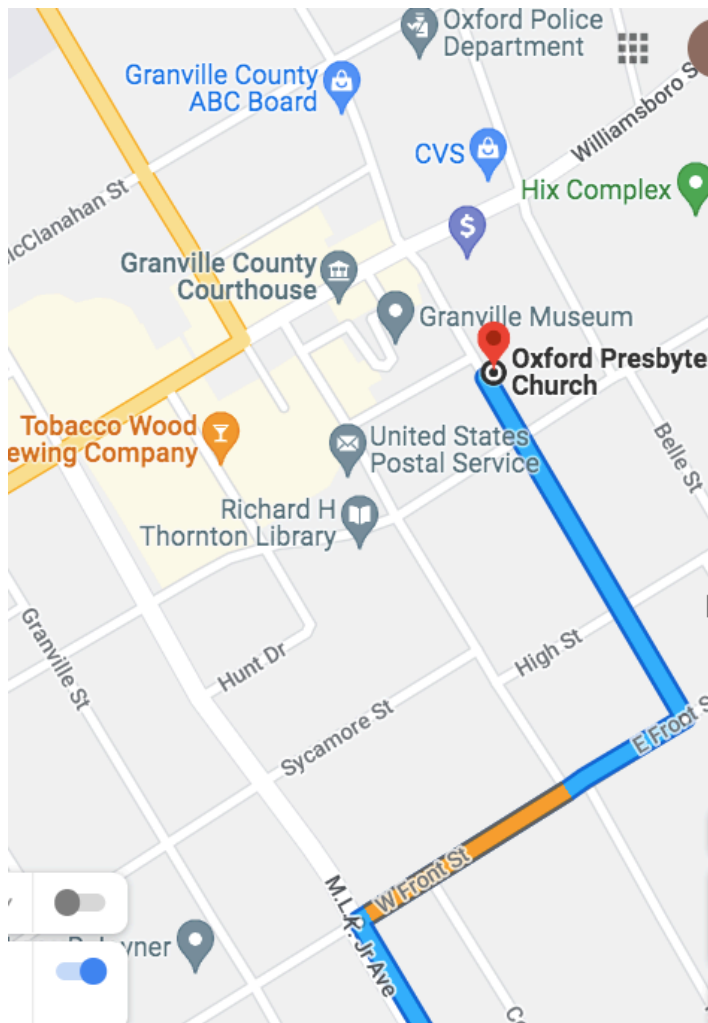 Oxford Police
Department
Granville County
ABC Board
Williamsboro S
CVS
Hix Complex
McClanahan St
$
Granville County
Courthouse
Granville Museum
Oxford Presbyte
Church
Tobacco Wood
ewing Company
United States
Postal Service
Belle St
Richard H
Thornton Library
Granville St
Hunt Dr
High St
Sycamore St
E Front S
W Front St
M.L.K. Jr Ave
yner
Co